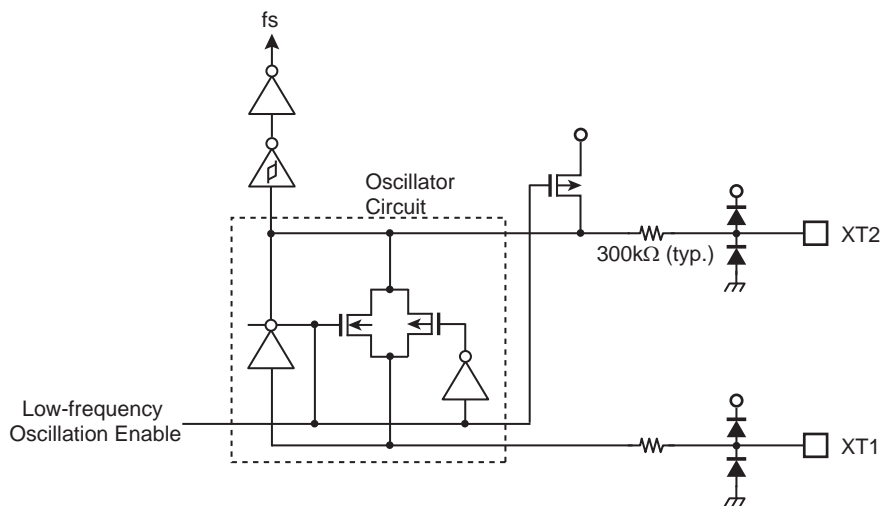 fs
Oscillator
Circuit
300kΩ (typ.)
XT2
Low-frequency
Oscillation Enable
XT1